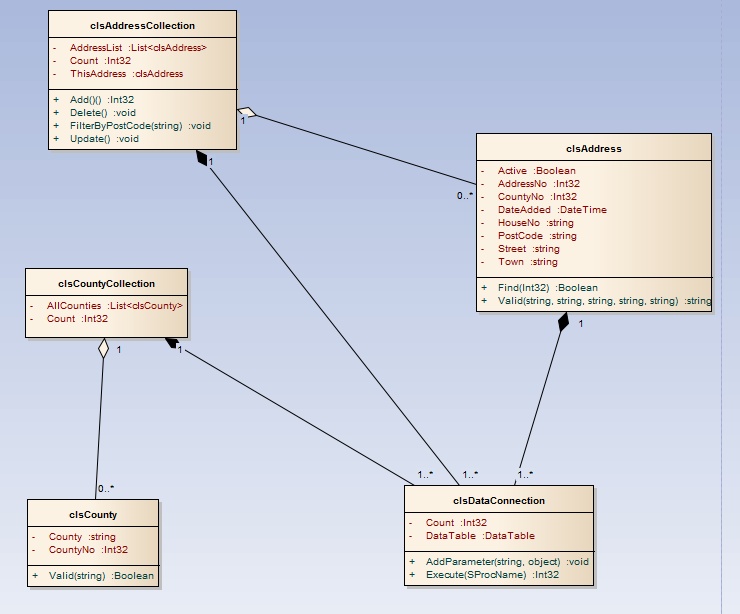 clsAddressCollection
- AddressList :List<clsAddress>
- Count :Int32
- ThisAddress :clsAddress
+ Add()() :Int32
+ Delete() :void
+ FilterByPostCode(string) :void
+ Update() :void
1
1
0..*
clsAddress
- Active :Boolean
- AddressNo :Int32
- CountyNo :Int32
- DateAdded :DateTime
- HouseNo :string
- PostCode :string
- Street :string
- Town :string
+ Find(Int32) :Boolean
+ Valid(string, string, string, string, string) :string
1
clsCountyCollection
- AllCounties :List<clsCounty>
- Count :Int32
1
1
0..*
1..*
1..*
1..*
clsCounty
- County :string
- CountyNo :Int32
+ Valid(string) :Boolean
clsDataConnection
- Count :Int32
- DataTable :DataTable
+ AddParameter(string, object) :void
+ Execute(SProcName) :Int32